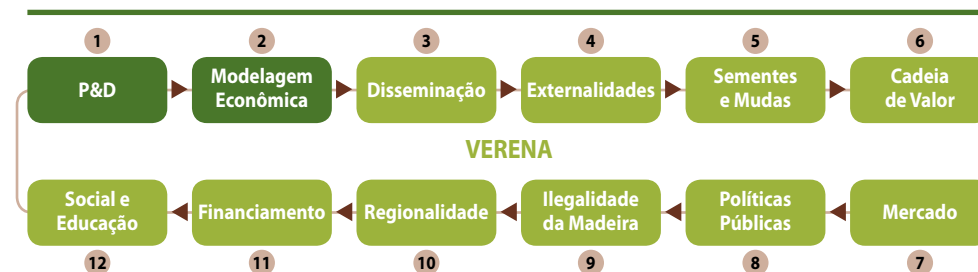 1
2
3
4
5
6
P&D
Modelagem
Econômica
Disseminação
Externalidades
Sementes
e Mudas
Cadeia
de Valor
VERENA
Social e
Educação
Financiamento
Regionalidade
Ilegalidade
da Madeira
Políticas
Públicas
Mercado
12
11
10
9
8
7